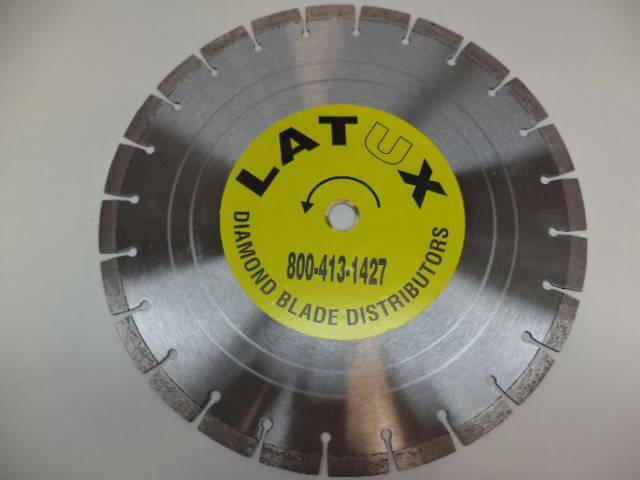 LATUX
800-413-1427
DIAMOND BLADE DISTRIBUTORS